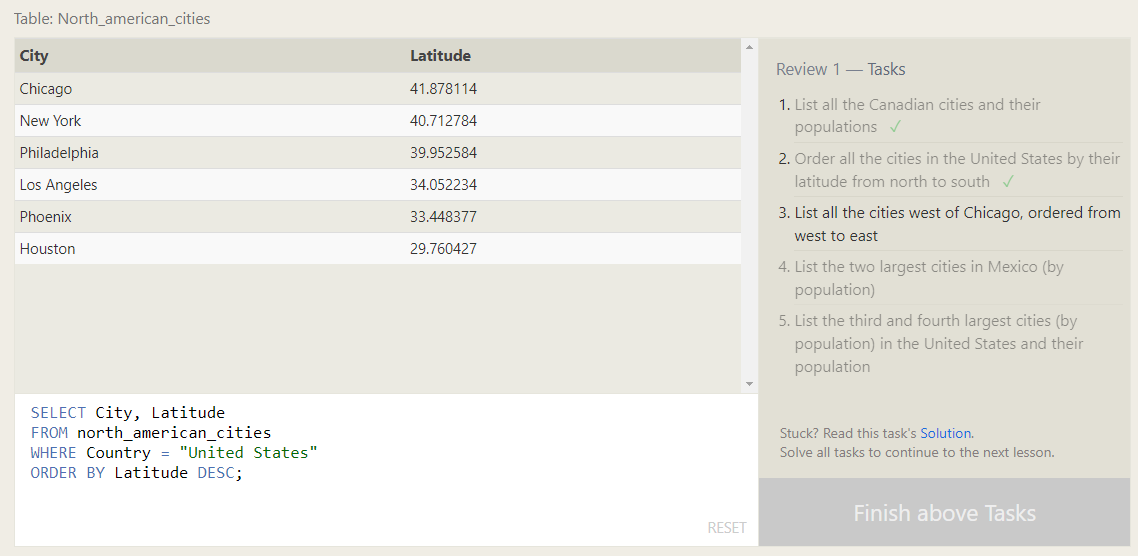 Table: North_american_cities
City Latitude
Chicago 41.878114
New York 40.712784
Philadelphia 39.952584
Los Angeles 34.052234
Phoenix 33.448377
Houston 29.760427
SELECT City, Latitude
FROM north_american_cities
WHERE Country = "United States"
ORDER BY Latitude DESC;
RESET
Review 1 — Tasks
1. List all the Canadian cities and their
populations ✓
2. Order all the cities in the United States by their
latitude from north to south ✓
3. List all the cities west of Chicago, ordered from
west to east
4. List the two largest cities in Mexico (by
population)
5. List the third and fourth largest cities (by
population) in the United States and their
population
Stuck? Read this task's Solution.
Solve all tasks to continue to the next lesson.
Finish above Tasks